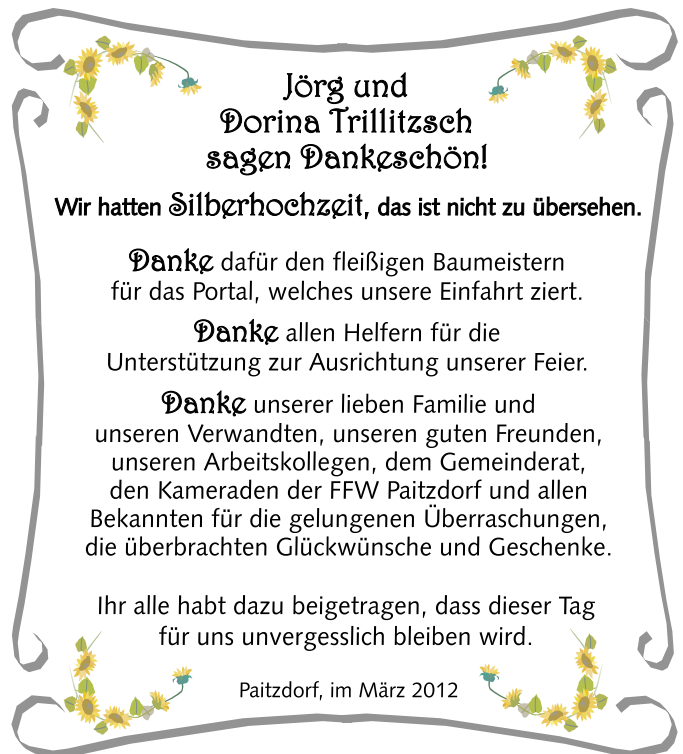 Jörg und
Dorina Trillitzsch
sagen Dankeschön!
Wir hatten Silberhochzeit, das ist nicht zu übersehen.
Danke dafür den fleißigen Baumeistern
für das Portal, welches unsere Einfahrt ziert.
Danke allen Helfern für die
Unterstützung zur Ausrichtung unserer Feier.
Danke unserer lieben Familie und
unseren Verwandten, unseren guten Freunden,
unseren Arbeitskollegen, dem Gemeinderat,
den Kameraden der FFW Paitzdorf und allen
Bekannten für die gelungenen Überraschungen,
die überbrachten Glückwünsche und Geschenke.
Ihr alle habt dazu beigetragen, dass dieser Tag
für uns unvergesslich bleiben wird.
Paitzdorf, im März 2012